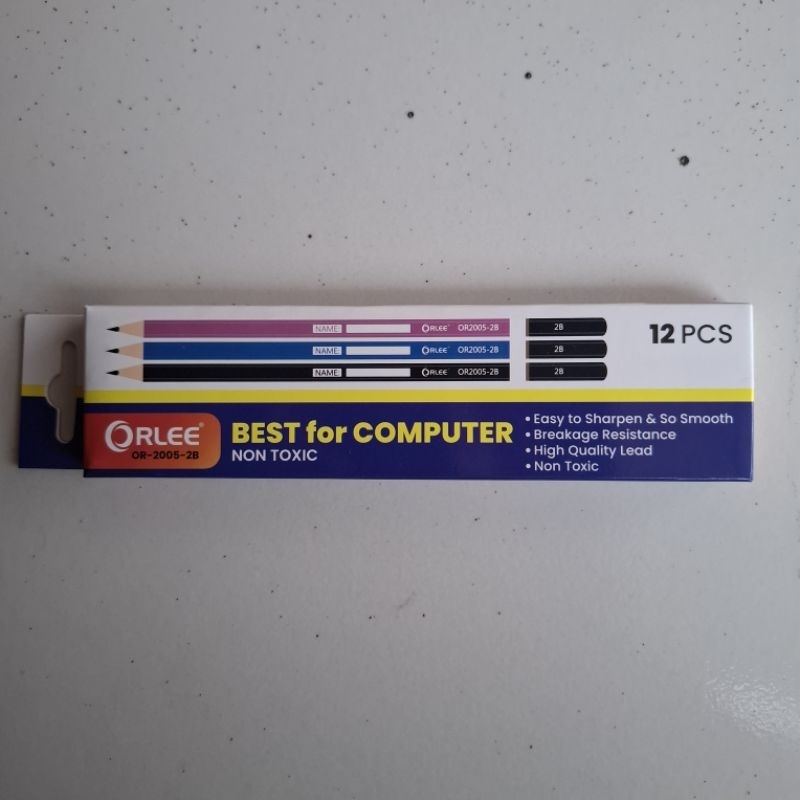 NAME: ORLEE OR2005-2B 2B
NAME: ORLEE OR2005-2B 2B
NAME: ORLEE OR2005-2B 2B
12 PCS
ORLEE®
OR-2005-2B
BEST for COMPUTER
NON TOXIC
• Easy to Sharpen & So Smooth
• Breakage Resistance
• High Quality Lead
• Non Toxic